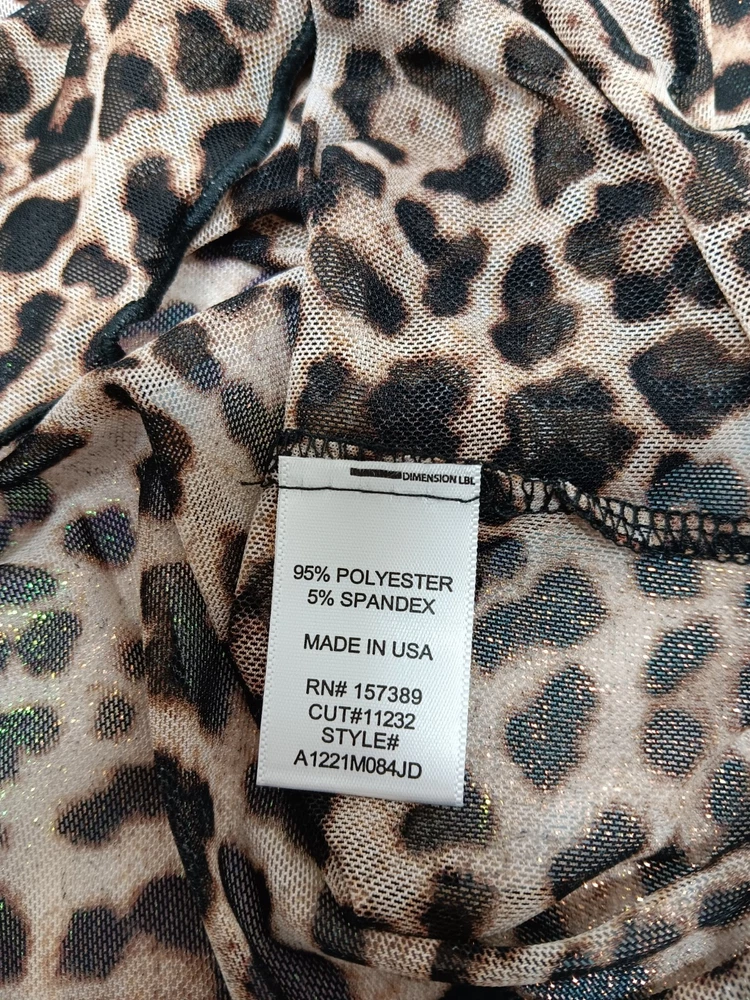 DIMENSION LBL
95% POLYESTER
5% SPANDEX
MADE IN USA
RN# 157389
CUT#11232
STYLE#
A1221M084JD